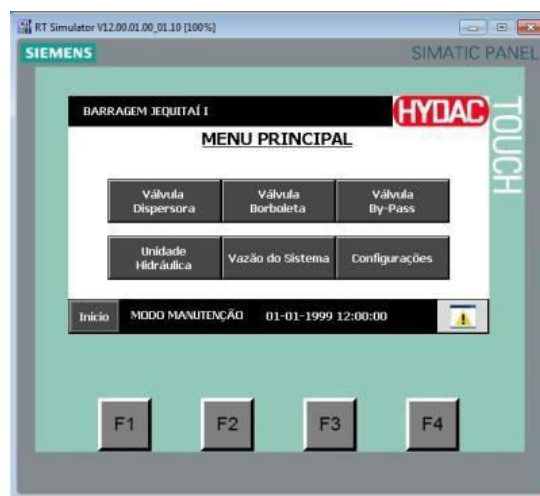 RT Simulator V12.00.01.00_01.10 [100%]
SIEMENS
SIMATIC PANEL
TOUCH
BARRAGEM JEQUITAÍ I
HYDAC
MENU PRINCIPAL
Válvula Dispersora
Válvula Borboleta
Válvula By-Pass
Unidade Hidráulica
Vazão do Sistema
Configurações
Início
MODO MANUTENÇÃO
01-01-1999 12:00:00
F1
F2
F3
F4